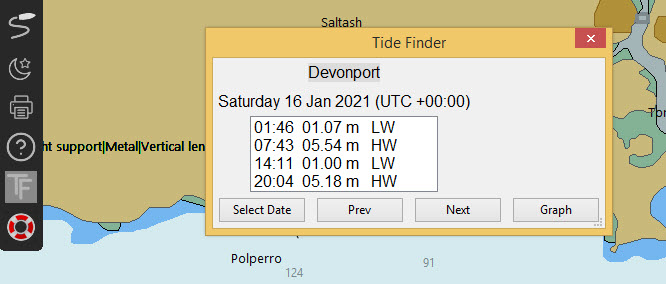 Saltash
Tide Finder
Devonport
Saturday 16 Jan 2021 (UTC +00:00)
01:46 01.07 m LW
07:43 05.54 m HW
14:11 01.00 m LW
20:04 05.18 m HW
Select Date Prev Next Graph
ht support|Metal|Vertical len
Tor
TF
Polperro
124
91